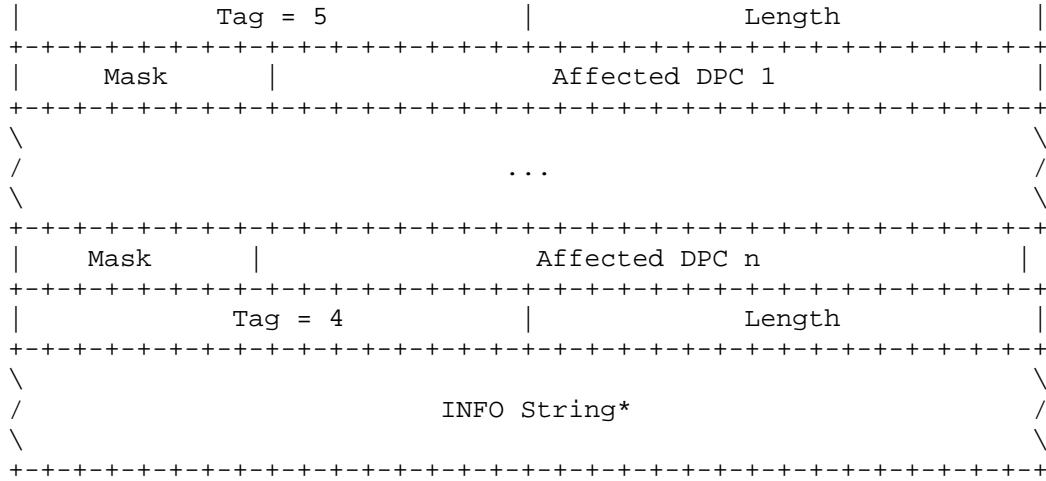 |            Tag = 5            |             Length            |
+-+-+-+-+-+-+-+-+-+-+-+-+-+-+-+-+-+-+-+-+-+-+-+-+-+-+-+-+-+-+-+-+
|     Mask      |                 Affected DPC 1                |
+-+-+-+-+-+-+-+-+-+-+-+-+-+-+-+-+-+-+-+-+-+-+-+-+-+-+-+-+-+-+-+-+
\                                                               \
/                              ...                              /
\                                                               \
+-+-+-+-+-+-+-+-+-+-+-+-+-+-+-+-+-+-+-+-+-+-+-+-+-+-+-+-+-+-+-+-+
|    Mask      |                 Affected DPC n                |
+-+-+-+-+-+-+-+-+-+-+-+-+-+-+-+-+-+-+-+-+-+-+-+-+-+-+-+-+-+-+-+-+
|             Tag = 4           |             Length            |
+-+-+-+-+-+-+-+-+-+-+-+-+-+-+-+-+-+-+-+-+-+-+-+-+-+-+-+-+-+-+-+-+
\                                                               \
/                          INFO String*                         /
\                                                               \
+-+-+-+-+-+-+-+-+-+-+-+-+-+-+-+-+-+-+-+-+-+-+-+-+-+-+-+-+-+-+-+-+